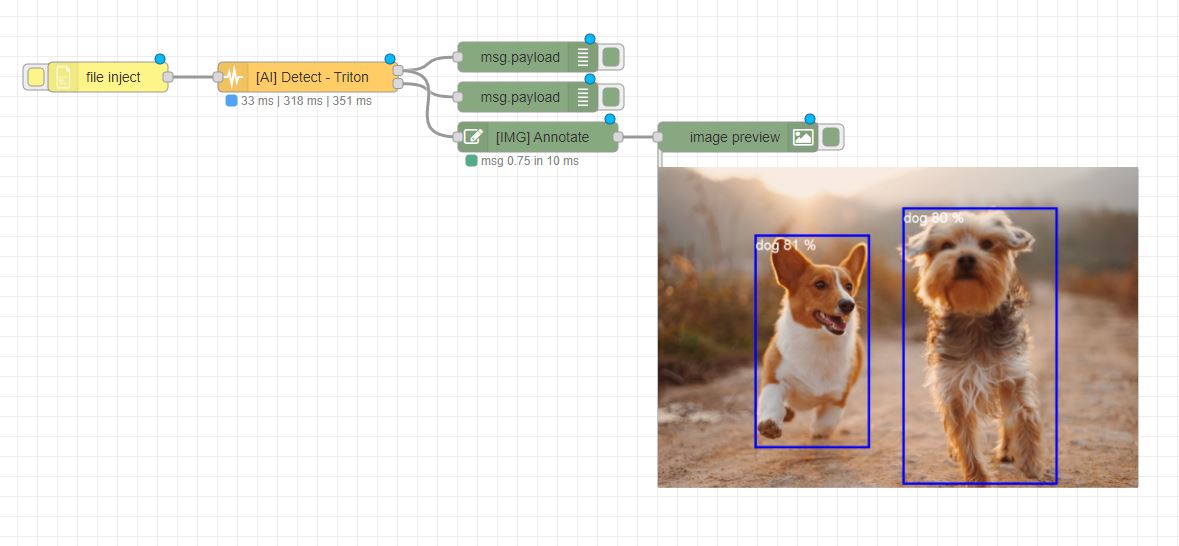 file inject
[AI] Detect - Triton
33 ms | 318 ms | 351 ms
msg.payload
msg.payload
[IMG] Annotate
msg 0.75 in 10 ms
image preview
dog 81 %
dog 80 %